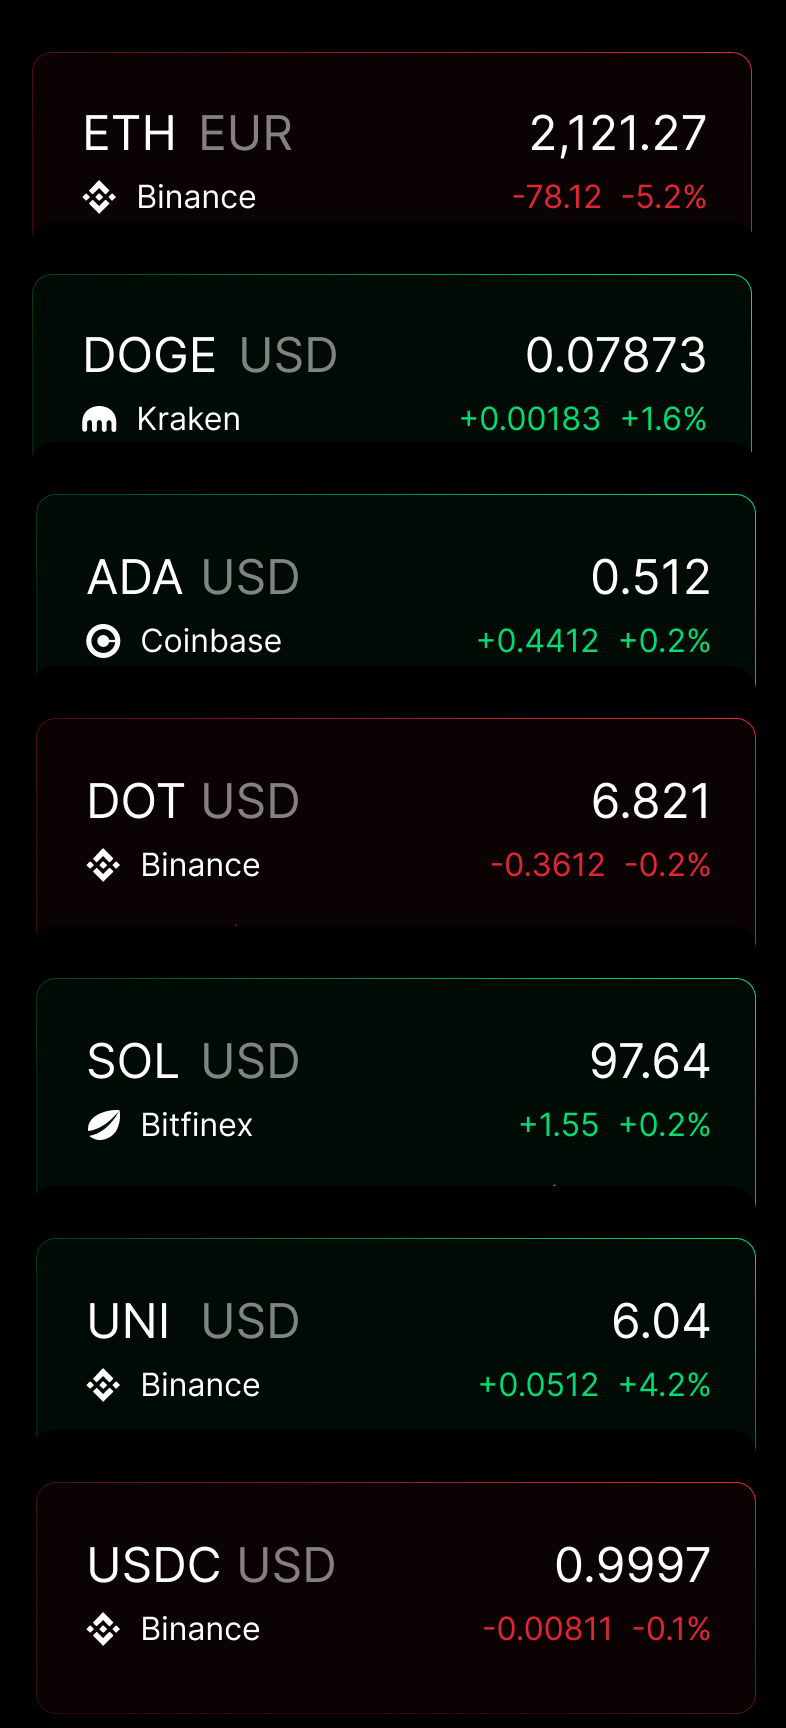 ETH EUR 2,121.27
Binance -78.12 -5.2%
DOGE USD 0.07873
Kraken +0.00183 +1.6%
ADA USD 0.512
Coinbase +0.4412 +0.2%
DOT USD 6.821
Binance -0.3612 -0.2%
SOL USD 97.64
Bitfinex +1.55 +0.2%
UNI USD 6.04
Binance +0.0512 +4.2%
USDC USD 0.9997
Binance -0.00811 -0.1%